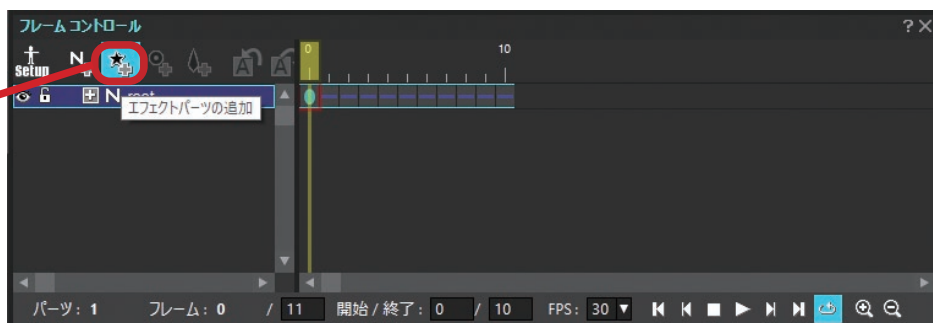 フレームコントロール ? ×
Setup N A A 0 10
N root
エフェクトパーツの追加
パーツ: 1 フレーム: 0 / 11 開始/終了: 0 / 10 FPS: 30